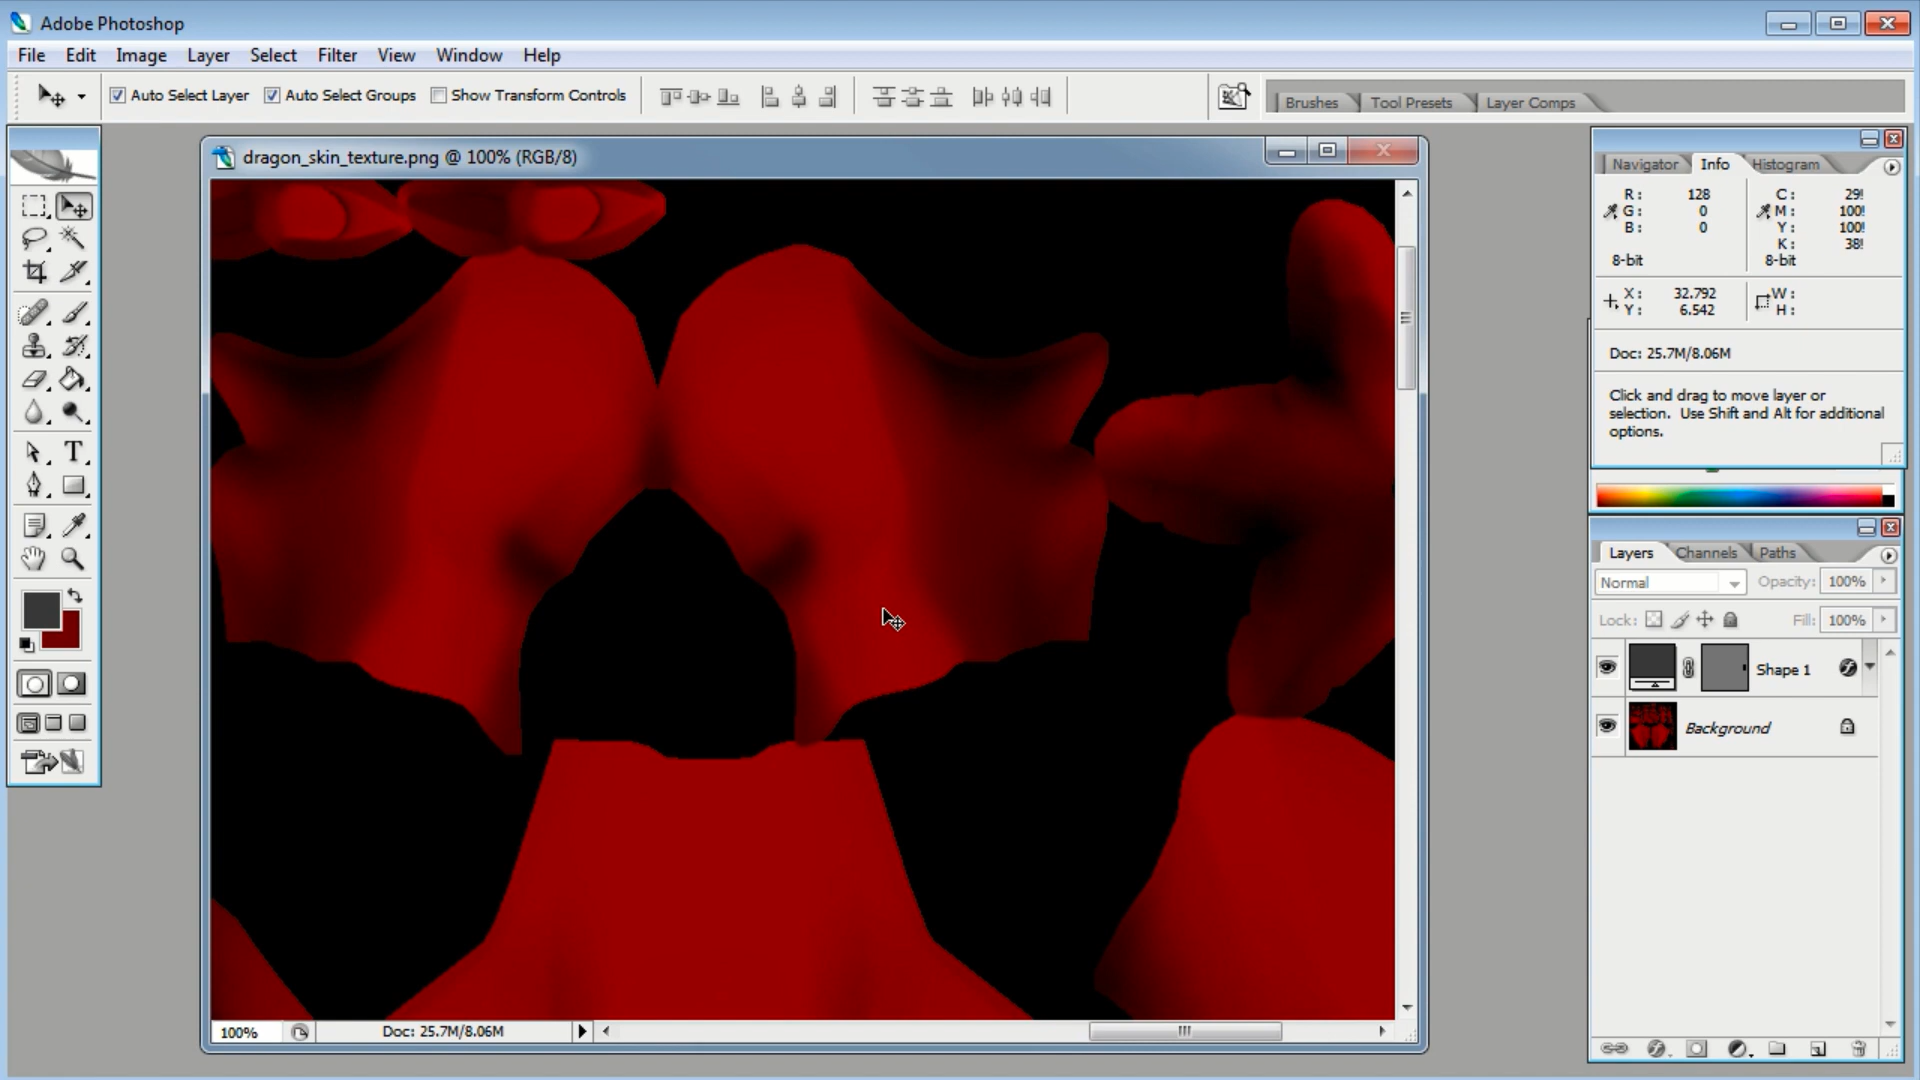 Adobe Photoshop
File Edit Image Layer Select Filter View Window Help
Auto Select Layer Auto Select Groups Show Transform Controls
Brushes Tool Presets Layer Comps
dragon_skin_texture.png @ 100% (RGB/8)
Navigator Info Histogram
R: 128 C: 29!
G: 0 M: 100!
B: 0 Y: 100!
K: 38!
8-bit 8-bit
X: 32.792 W:
Y: 6.542 H:
Doc: 25.7M/8.06M
Click and drag to move layer or
selection. Use Shift and Alt for additional
options.
Layers Channels Paths
Normal Opacity: 100%
Lock: Fill: 100%
Shape 1
Background
100% Doc: 25.7M/8.06M